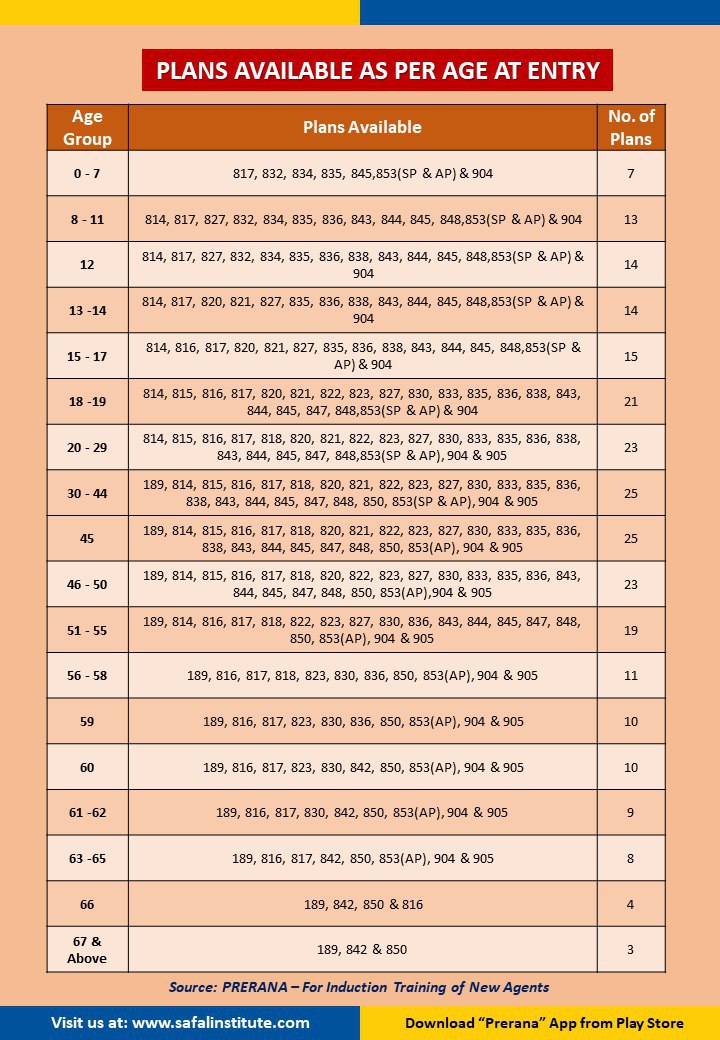 PLANS AVAILABLE AS PER AGE AT ENTRY
Age Group Plans Available No. of Plans
0 - 7 817, 832, 834, 835, 845,853(SP & AP) & 904 7
8 - 11 814, 817, 827, 832, 834, 835, 836, 843, 844, 845, 848,853(SP & AP) & 904 13
12 814, 817, 827, 832, 834, 835, 836, 838, 843, 844, 845, 848,853(SP & AP) &
904 14
13 -14 814, 817, 820, 821, 827, 835, 836, 838, 843, 844, 845, 848,853(SP & AP) &
904 14
15 - 17 814, 816, 817, 820, 821, 827, 835, 836, 838, 843, 844, 845, 848,853(SP &
AP) & 904 15
18 -19 814, 815, 816, 817, 820, 821, 822, 823, 827, 830, 833, 835, 836, 838, 843,
844, 845, 847, 848,853(SP & AP) & 904 21
20 - 29 814, 815, 816, 817, 818, 820, 821, 822, 823, 827, 830, 833, 835, 836, 838,
843, 844, 845, 847, 848,853(SP & AP), 904 & 905 23
30 - 44 189, 814, 815, 816, 817, 818, 820, 821, 822, 823, 827, 830, 833, 835, 836,
838, 843, 844, 845, 847, 848, 850, 853(SP & AP), 904 & 905 25
45 189, 814, 815, 816, 817, 818, 820, 821, 822, 823, 827, 830, 833, 835, 836,
838, 843, 844, 845, 847, 848, 850, 853(AP), 904 & 905 25
46 - 50 189, 814, 815, 816, 817, 818, 820, 822, 823, 827, 830, 833, 835, 836, 843,
844, 845, 847, 848, 850, 853(AP),904 & 905 23
51 - 55 189, 814, 816, 817, 818, 822, 823, 827, 830, 836, 843, 844, 845, 847, 848,
850, 853(AP), 904 & 905 19
56 - 58 189, 816, 817, 818, 823, 830, 836, 850, 853(AP), 904 & 905 11
59 189, 816, 817, 823, 830, 836, 850, 853(AP), 904 & 905 10
60 189, 816, 817, 823, 830, 842, 850, 853(AP), 904 & 905 10
61 -62 189, 816, 817, 830, 842, 850, 853(AP), 904 & 905 9
63 -65 189, 816, 817, 842, 850, 853(AP), 904 & 905 8
66 189, 842, 850 & 816 4
67 & Above 189, 842 & 850 3
Source: PRERANA – For Induction Training of New Agents
Visit us at: www.safalinstitute.com
Download “Prerana” App from Play Store